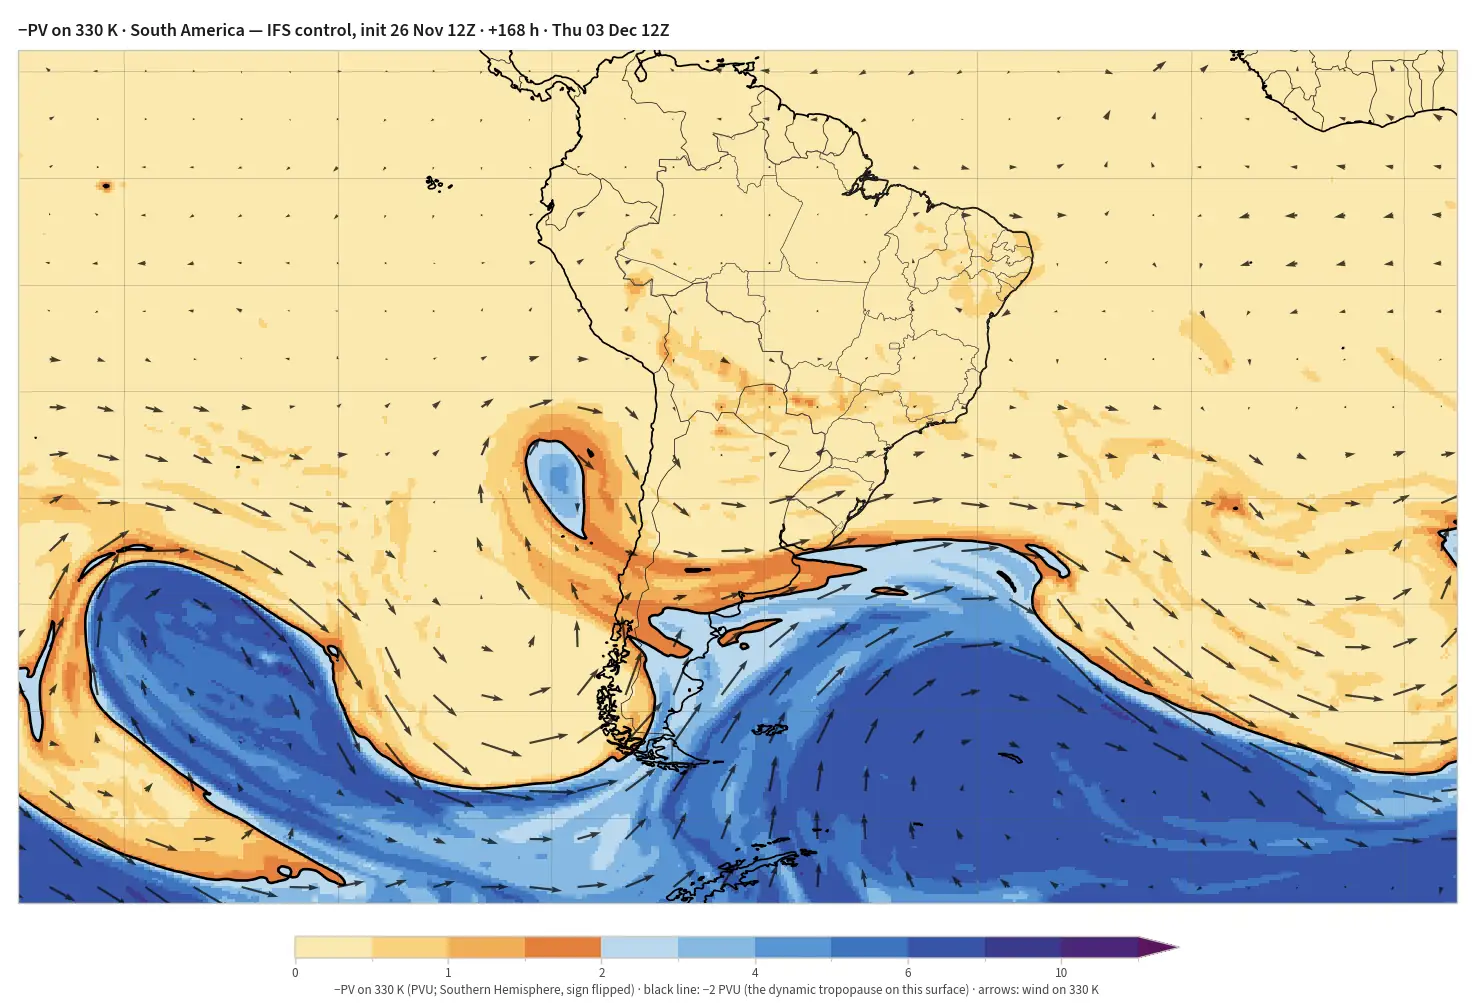 −PV on 330 K · South America — IFS control, init 26 Nov 12Z · +168 h · Thu 03 Dec 12Z
0 1 2 4 6 10
−PV on 330 K (PVU; Southern Hemisphere, sign flipped) · black line: −2 PVU (the dynamic tropopause on this surface) · arrows: wind on 330 K